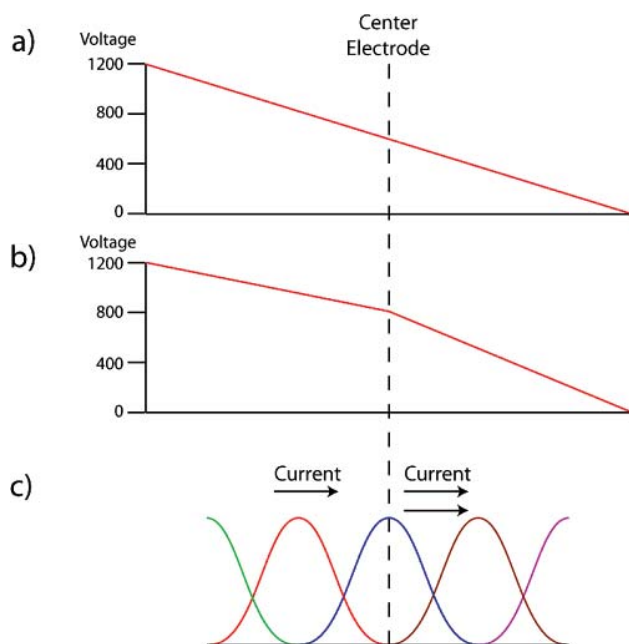 Center
Electrode
a)
Voltage
1200
800
400
0
b)
Voltage
1200
800
400
0
c)
Current
Current